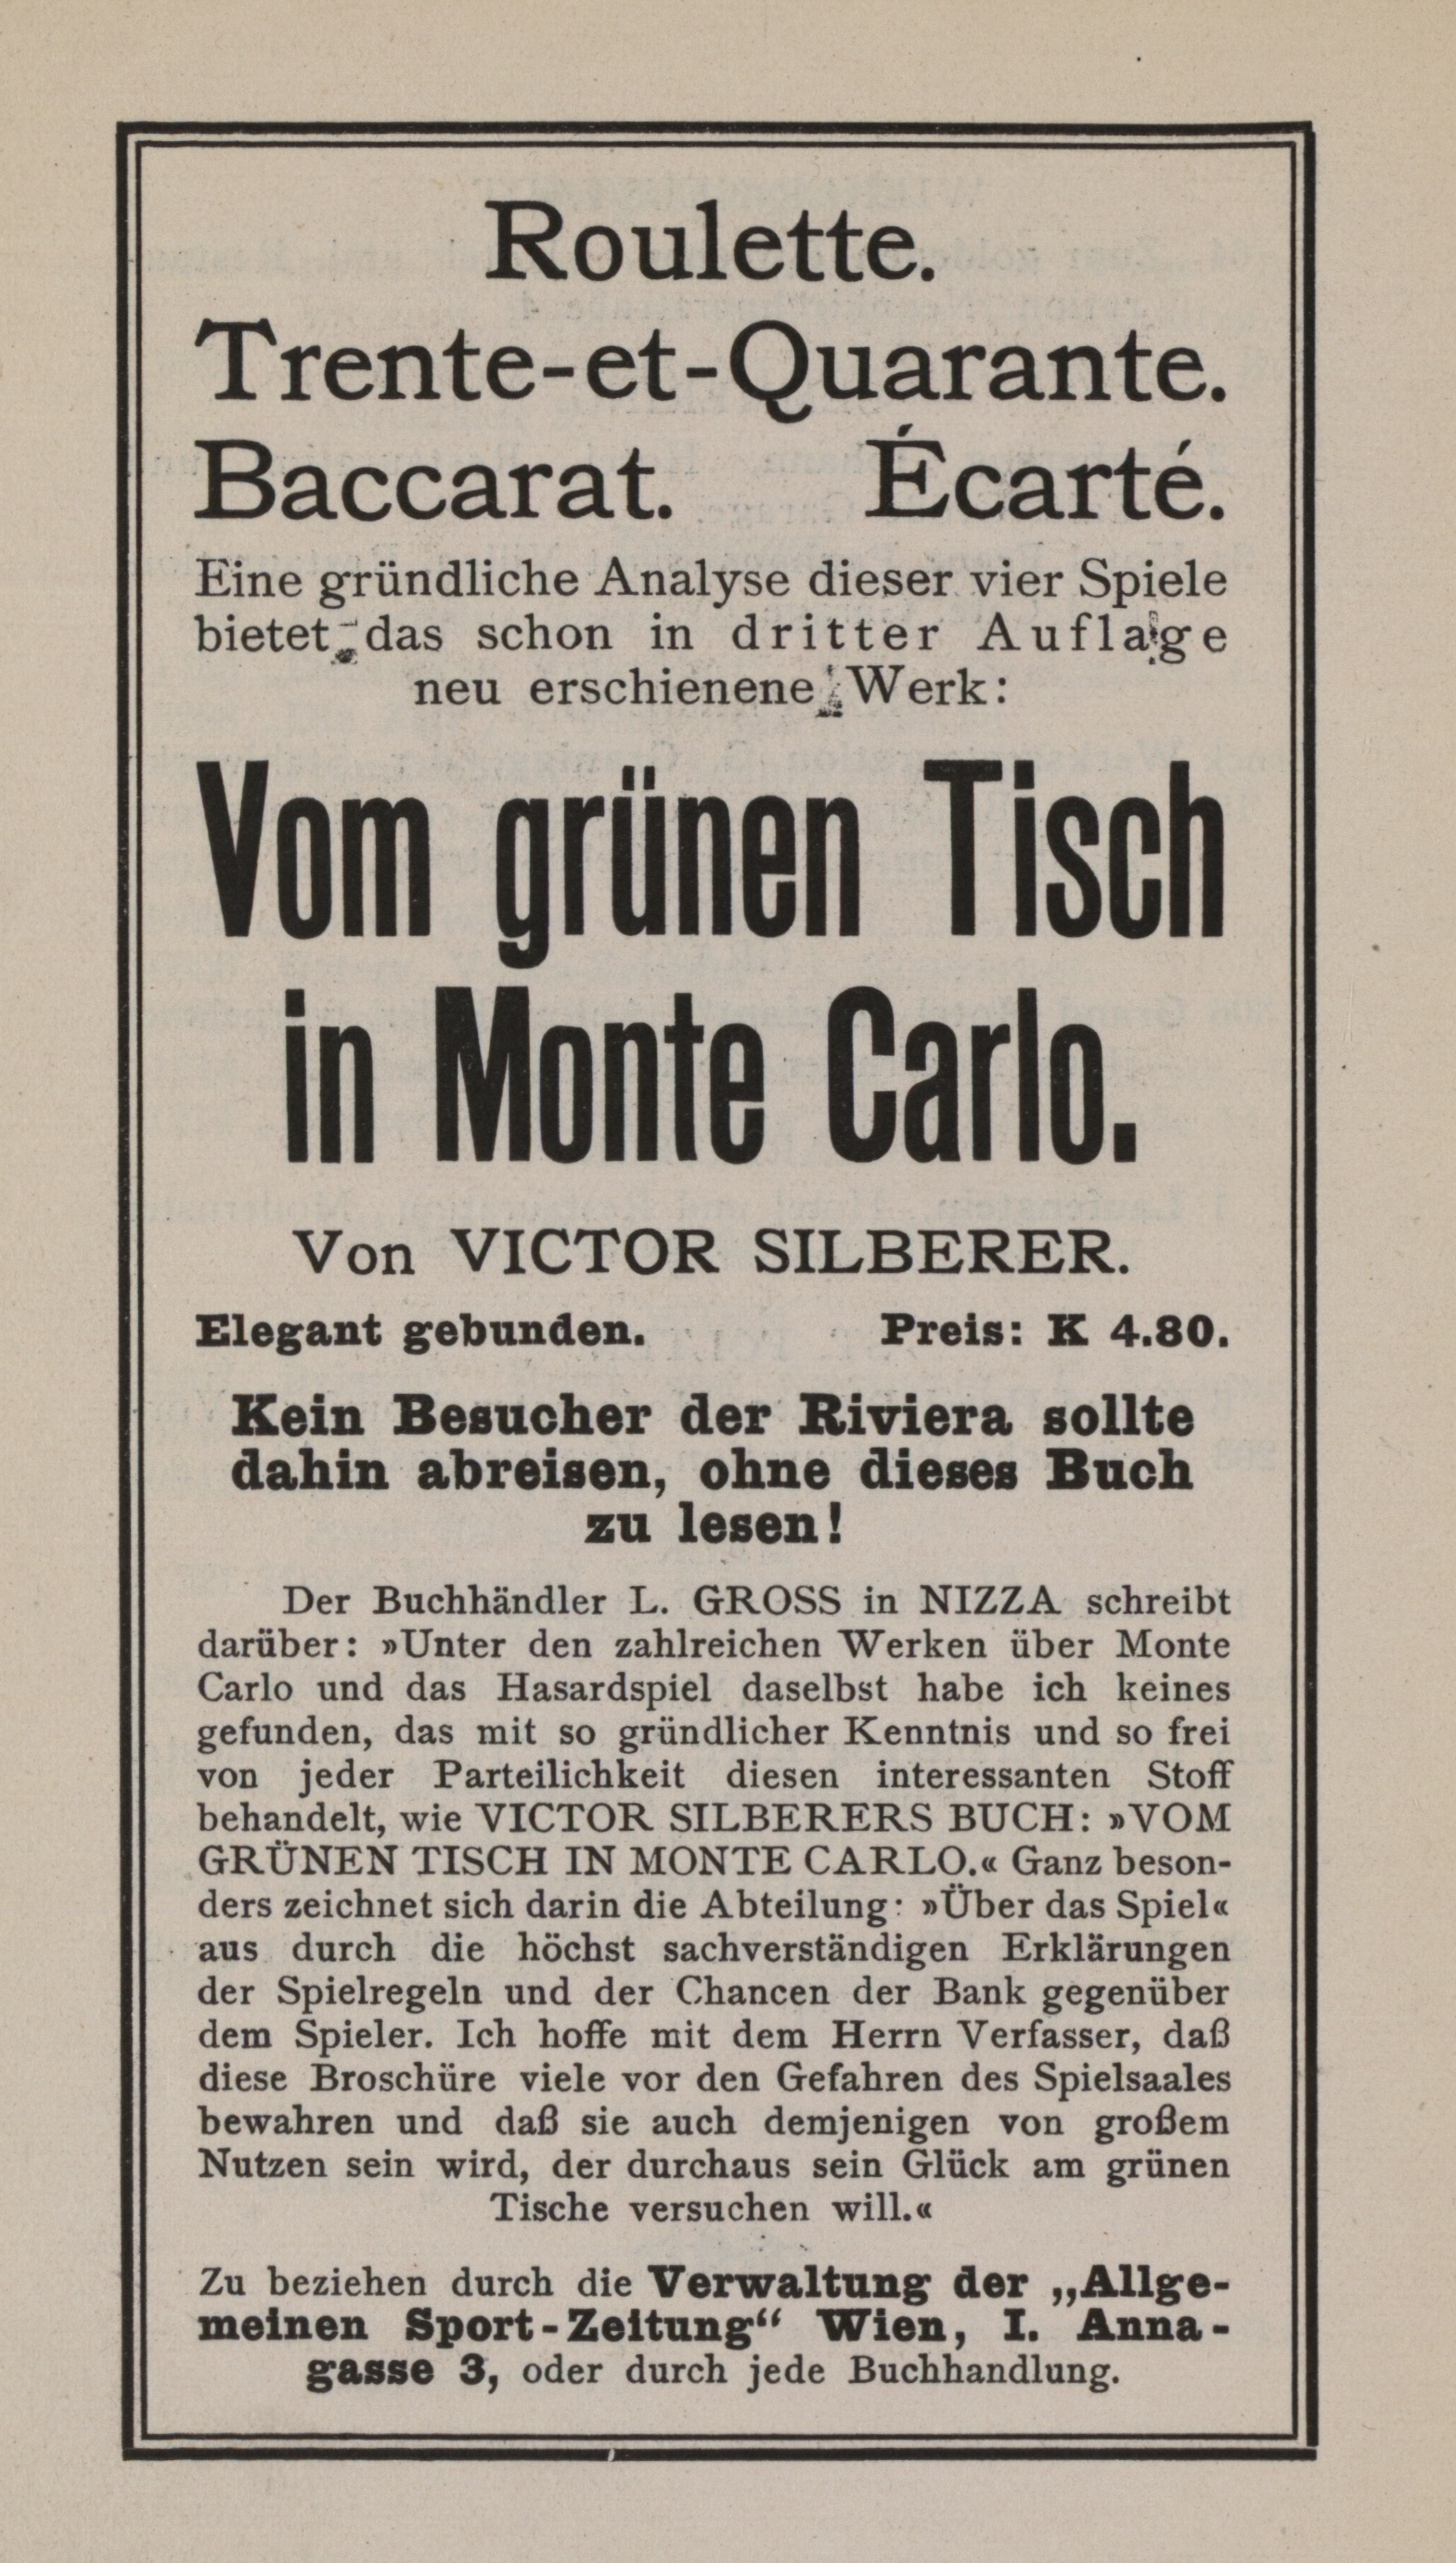 Roulette.
Trente-et-Quarante.
Baccarat. Écarté.
Eine gründliche Analyse dieser vier Spiele
bietet das schon in dritter Auflage
neu erschienene Werk:
Vom grünen Tisch
in Monte Carlo.
Von VICTOR SILBERER.
Elegant gebunden. Preis: K 4.80.
Kein Besucher der Riviera sollte
dahin abreisen, ohne dieses Buch
zu lesen!
Der Buchhändler L. GROSS in NIZZA schreibt
darüber: »Unter den zahlreichen Werken über Monte
Carlo und das Hasardspiel daselbst habe ich keines
gefunden, das mit so gründlicher Kenntnis und so frei
von jeder Parteilichkeit diesen interessanten Stoff
behandelt, wie VICTOR SILBERERS BUCH: »VOM
GRÜNEN TISCH IN MONTE CARLO.« Ganz beson-
ders zeichnet sich darin die Abteilung: »Über das Spiel«
aus durch die höchst sachverständigen Erklärungen
der Spielregeln und der Chancen der Bank gegenüber
dem Spieler. Ich hoffe mit dem Herrn Verfasser, daß
diese Broschüre viele vor den Gefahren des Spielsaales
bewahren und daß sie auch demjenigen von großem
Nutzen sein wird, der durchaus sein Glück am grünen
Tische versuchen will.«
Zu beziehen durch die Verwaltung der „Allge-
meinen Sport-Zeitung“ Wien, I. Anna-
gasse 3, oder durch jede Buchhandlung.